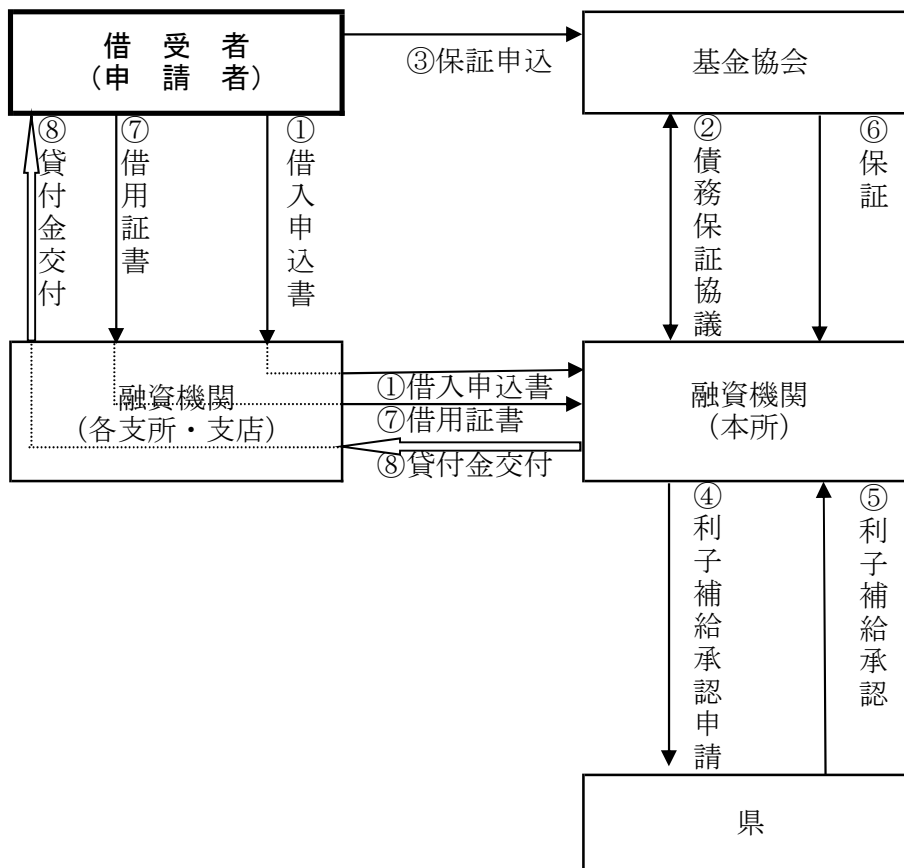 借 受 者
(申 請 者)
③保証申込
基金協会
⑧貸付金交付
⑦借用証書
①借入申込書
②債務保証協議
⑥保証
融資機関
(各支所・支店)
①借入申込書
⑦借用証書
⑧貸付金交付
融資機関
(本所)
④利子補給承認申請
⑤利子補給承認
県